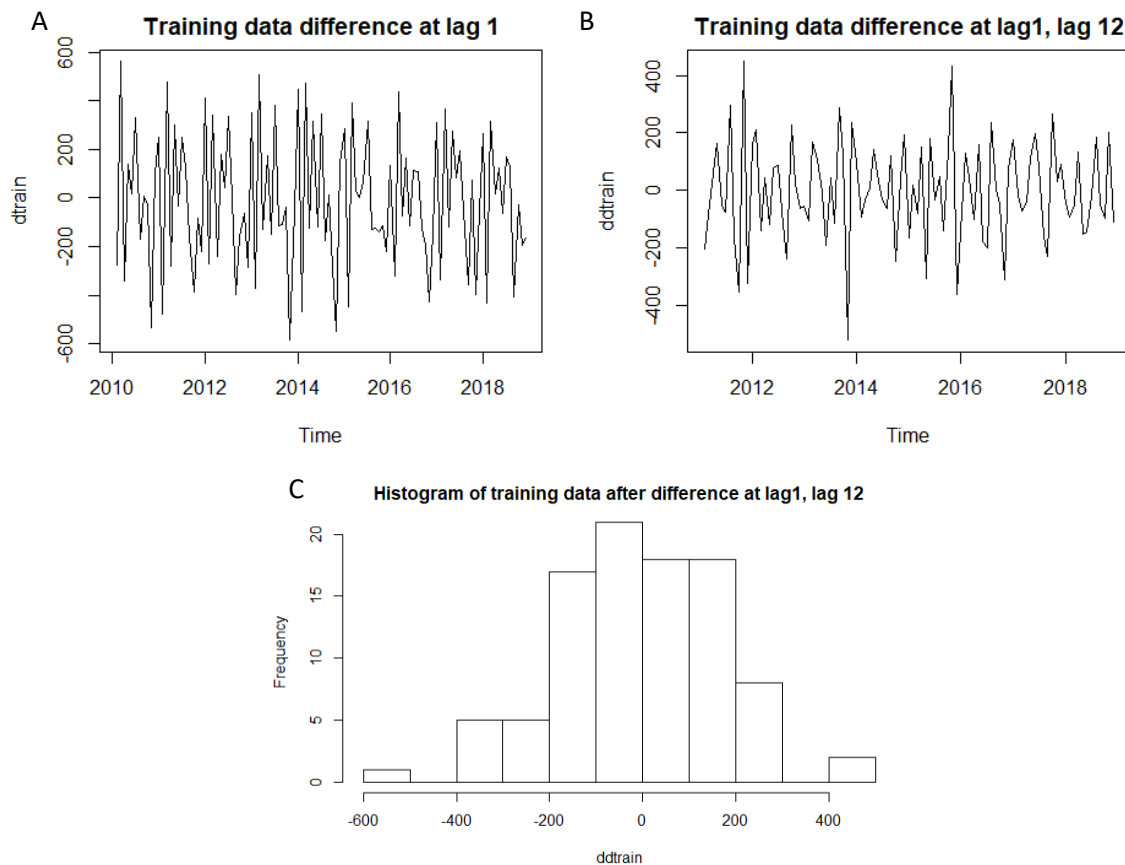 A
Training data difference at lag 1
600
200
0
-200
-600
dtrain
2010
2012
2014
2016
2018
Time
B
Training data difference at lag1, lag 12
400
200
0
-200
-400
ddtrain
2012
2014
2016
2018
Time
C
Histogram of training data after difference at lag1, lag 12
20
15
10
5
0
Frequency
-600
-400
-200
0
200
400
ddtrain